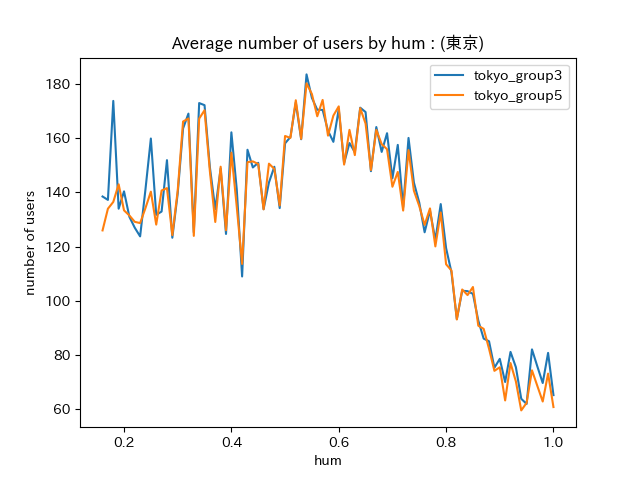 Average number of users by hum : (東京)
tokyo_group3
tokyo_group5
number of users
180
160
140
120
100
80
60
0.2
0.4
0.6
0.8
1.0
hum